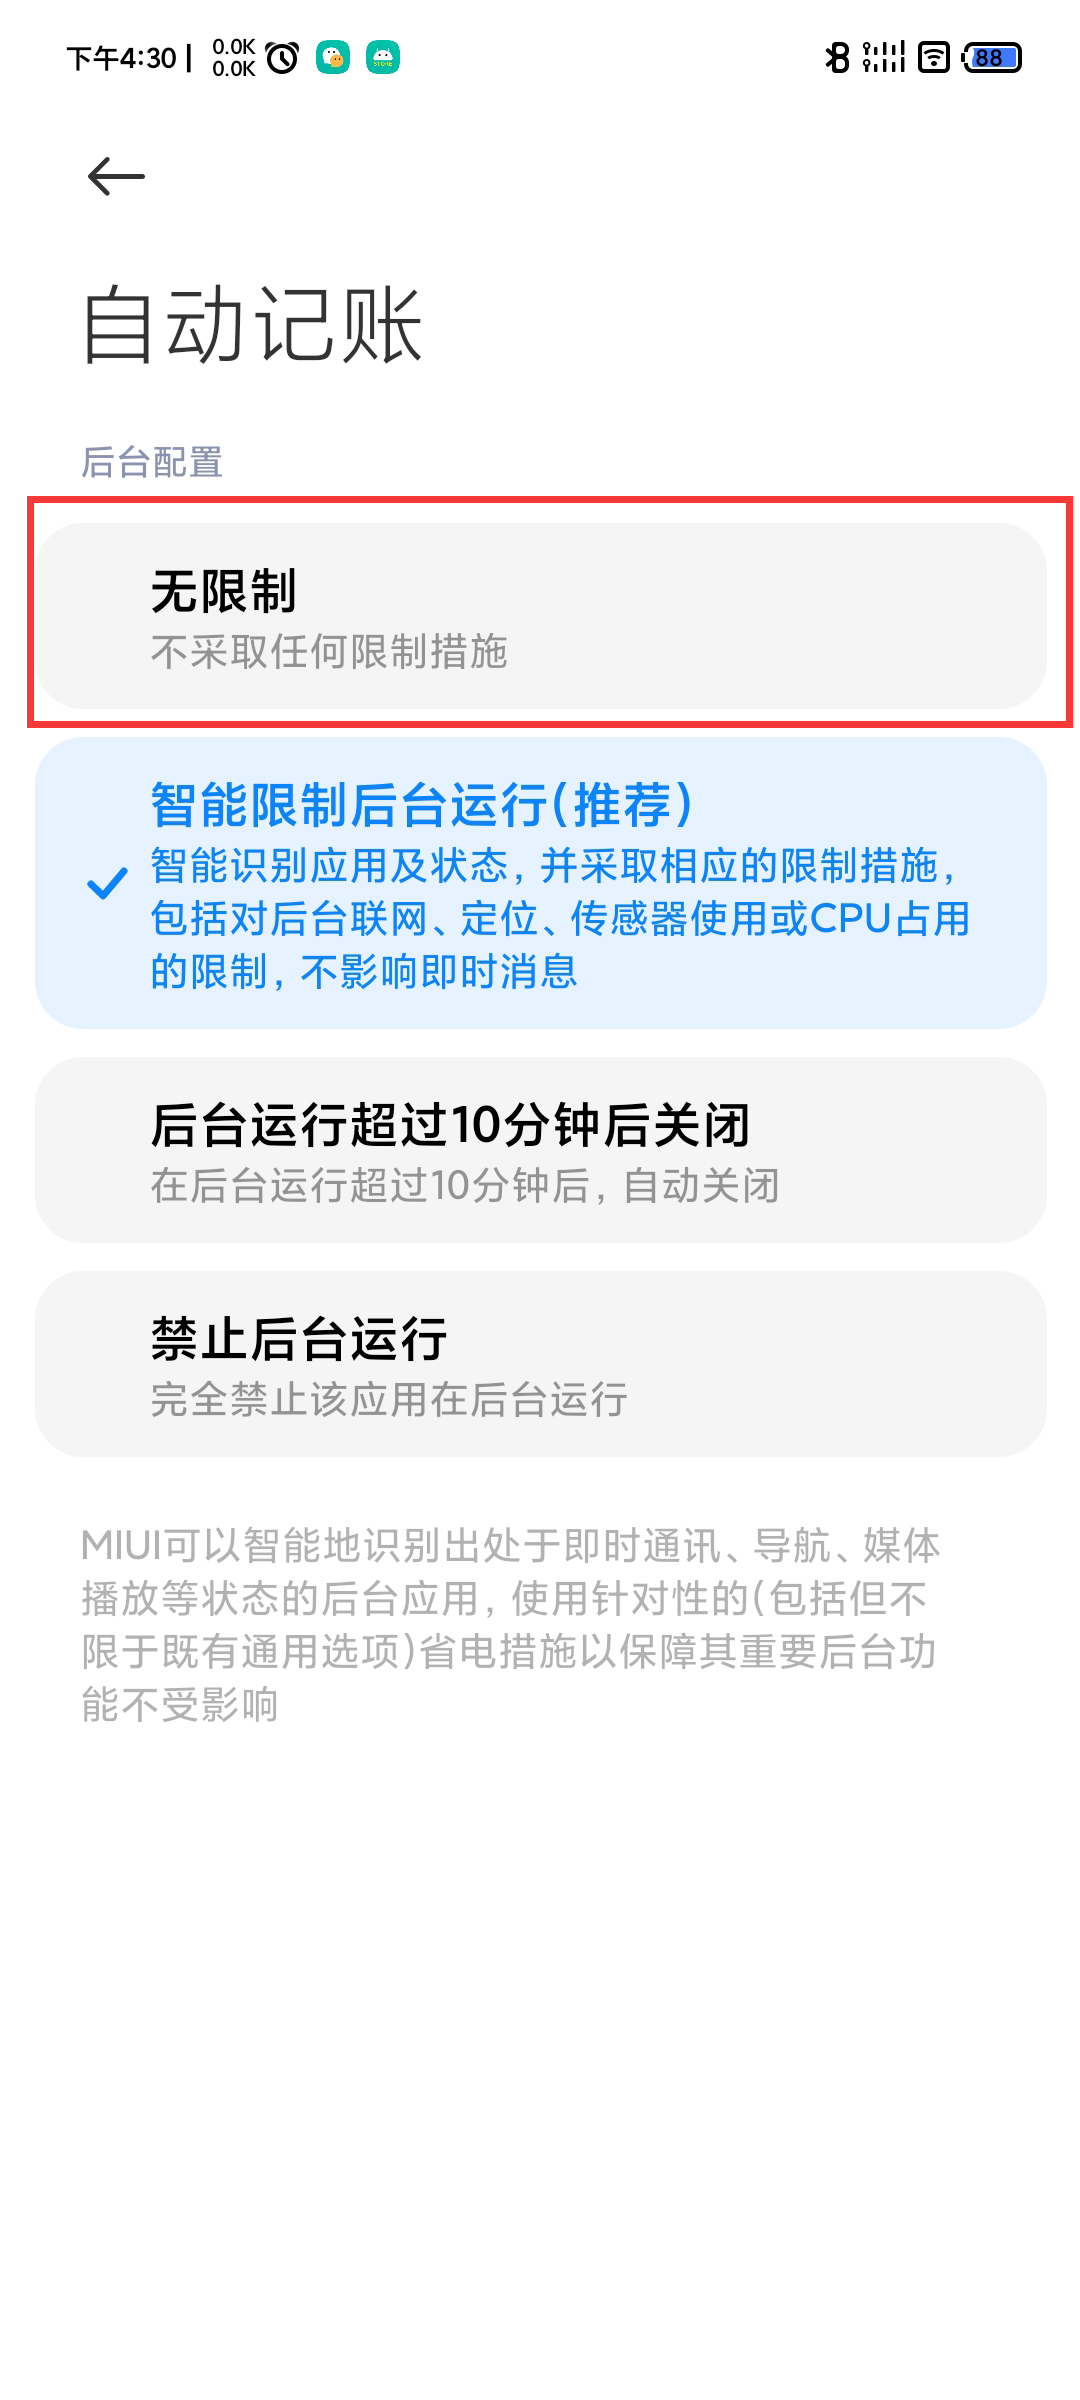 下午4:30 | 0.0K
0.0K
88
自动记账
后台配置
无限制
不采取任何限制措施
智能限制后台运行(推荐)
智能识别应用及状态，并采取相应的限制措施，
包括对后台联网、定位、传感器使用或CPU占用
的限制，不影响即时消息
后台运行超过10分钟后关闭
在后台运行超过10分钟后，自动关闭
禁止后台运行
完全禁止该应用在后台运行
MIUI可以智能地识别出处于即时通讯、导航、媒体
播放等状态的后台应用，使用针对性的(包括但不
限于既有通用选项)省电措施以保障其重要后台功
能不受影响